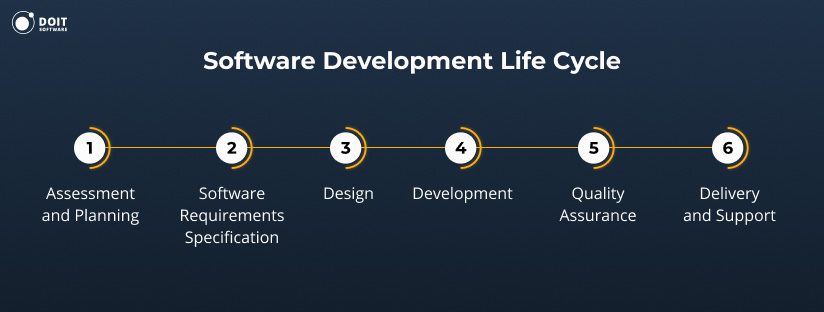 DOIT
SOFTWARE
Software Development Life Cycle
1
2
3
4
5
6
Assessment
and Planning
Software
Requirements
Specification
Design
Development
Quality
Assurance
Delivery
and Support